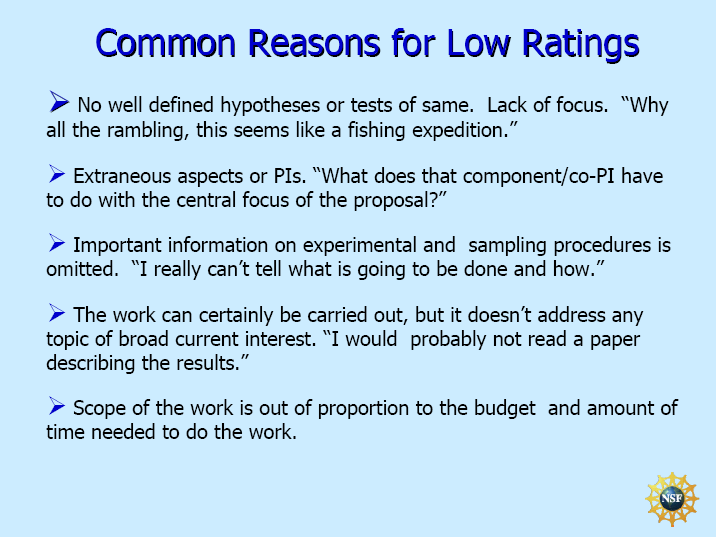 Common Reasons for Low Ratings
➢ No well defined hypotheses or tests of same.  Lack of focus.  “Why
all the rambling, this seems like a fishing expedition.”
➢ Extraneous aspects or PIs. “What does that component/co-PI have
to do with the central focus of the proposal?”
➢ Important information on experimental and  sampling procedures is
omitted.  “I really can’t tell what is going to be done and how.”
➢ The work can certainly be carried out, but it doesn’t address any
topic of broad current interest. “I would  probably not read a paper
describing the results.”
➢ Scope of the work is out of proportion to the budget  and amount of
time needed to do the work.
NSF